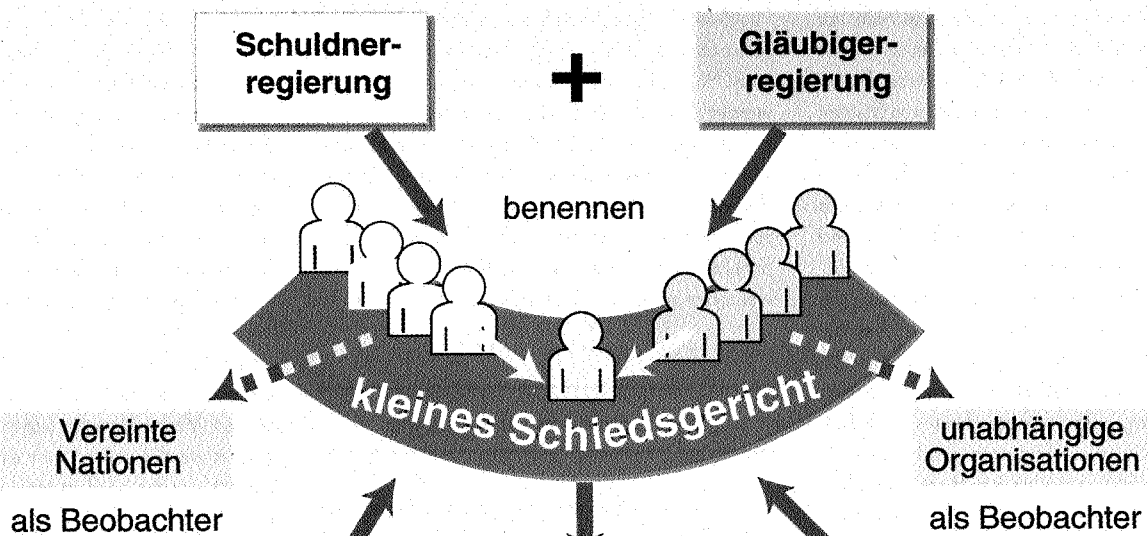 Schuldner-
regierung
+
Gläubiger-
regierung
benennen
kleines Schiedsgericht
Vereinte
Nationen
als Beobachter
unabhängige
Organisationen
als Beobachter